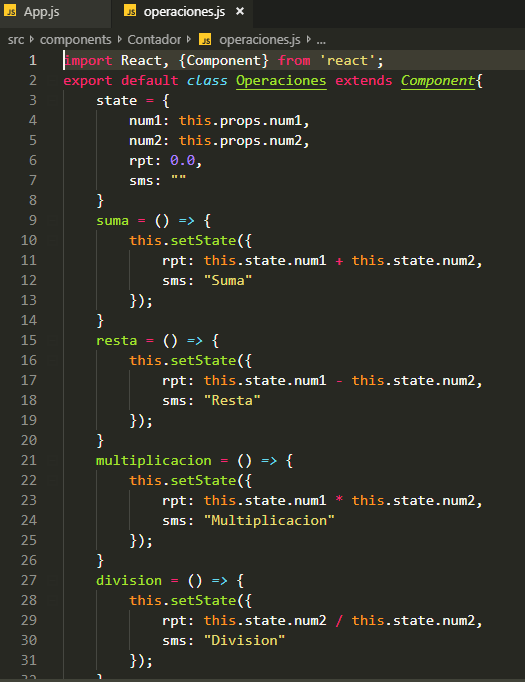 JS App.js JS operaciones.js ×
src > components > Contador > JS operaciones.js > ...
1 import React, {Component} from 'react';
2 export default class Operaciones extends Component{
3 state = {
4 num1: this.props.num1,
5 num2: this.props.num2,
6 rpt: 0.0,
7 sms: ""
8 }
9 suma = () => {
10 this.setState({
11 rpt: this.state.num1 + this.state.num2,
12 sms: "Suma"
13 });
14 }
15 resta = () => {
16 this.setState({
17 rpt: this.state.num1 - this.state.num2,
18 sms: "Resta"
19 });
20 }
21 multiplicacion = () => {
22 this.setState({
23 rpt: this.state.num1 * this.state.num2,
24 sms: "Multiplicacion"
25 });
26 }
27 division = () => {
28 this.setState({
29 rpt: this.state.num2 / this.state.num2,
30 sms: "Division"
31 });
32 }